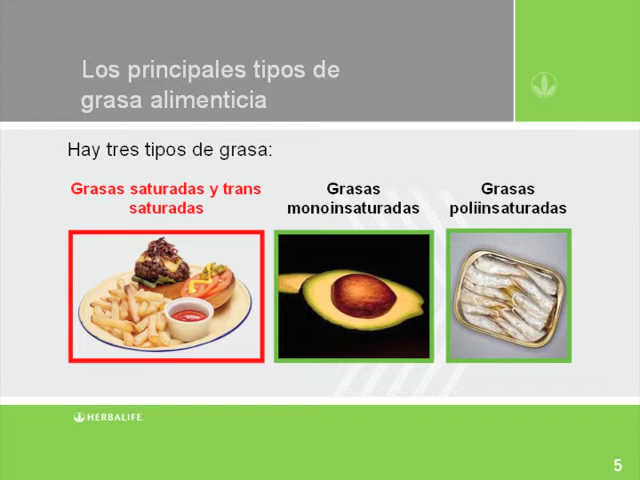 Los principales tipos de
grasa alimenticia
Hay tres tipos de grasa:
Grasas saturadas y trans
saturadas
Grasas
monoinsaturadas
Grasas
poliinsaturadas
HERBALIFE
5